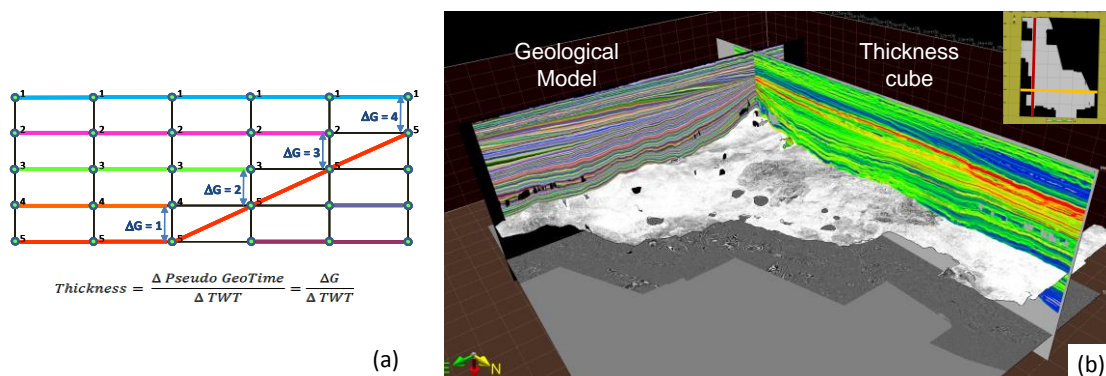 1 1 1 1 1 1
ΔG = 4
2 2 2 2 2 5
ΔG = 3
3 3 3 5
ΔG = 2
4 4 4 5
ΔG = 1
5 5 5
Thickness = Δ Pseudo GeoTime / Δ TWT = ΔG / Δ TWT
(a)
Geological
Model
Thickness
cube
N
(b)